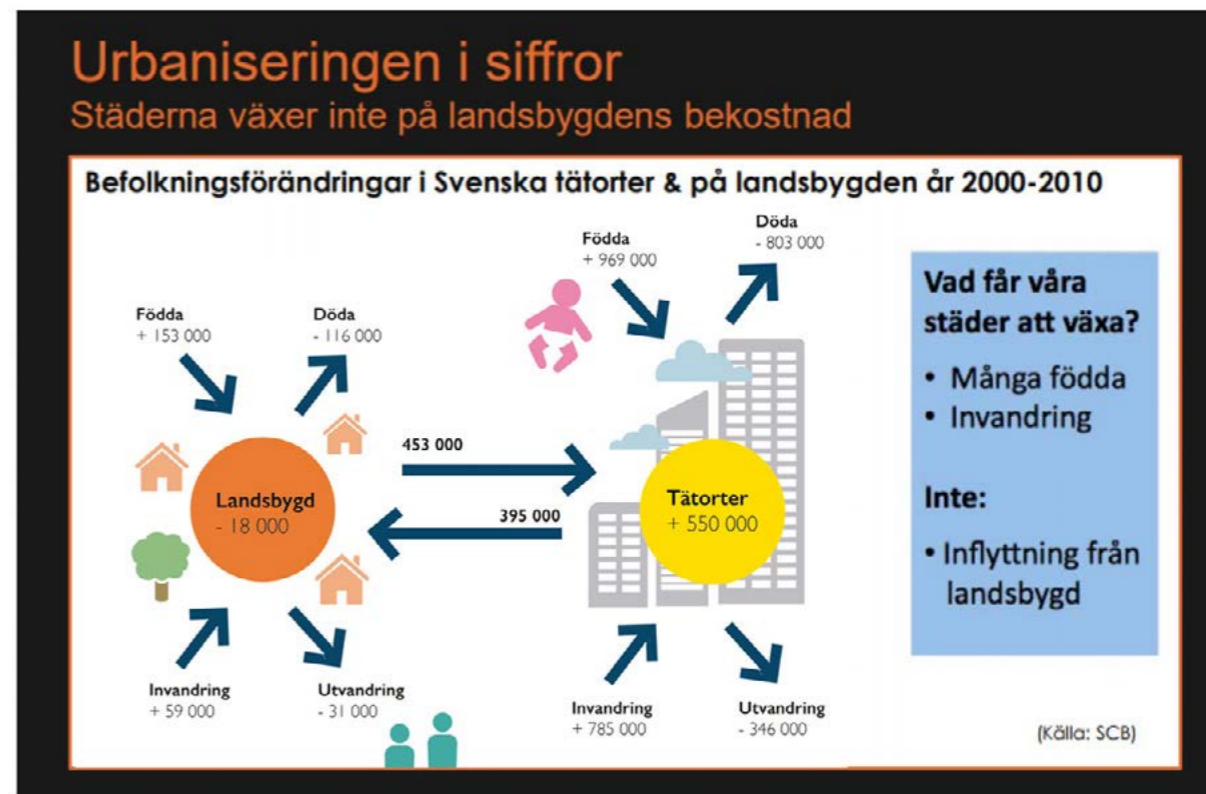 Urbaniseringen i siffror
Städerna växer inte på landsbygdens bekostnad
Befolkningsförändringar i Svenska tätorter & på landsbygden år 2000-2010
Födda
+ 153 000
Döda
- 116 000
Födda
+ 969 000
Döda
- 803 000
453 000
395 000
Landsbygd
- 18 000
Tätorter
+ 550 000
Invandring
+ 59 000
Utvandring
- 31 000
Invandring
+ 785 000
Utvandring
- 346 000
Vad får våra
städer att växa?
• Många födda
• Invandring
Inte:
• Inflyttning från
landsbygd
(Källa: SCB)